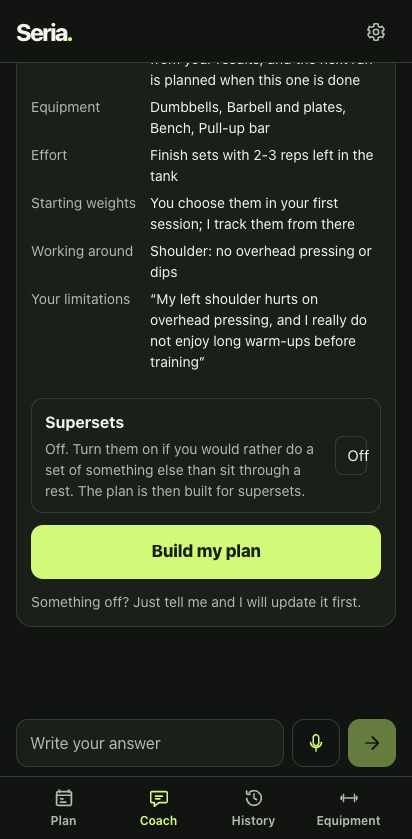 Seria.
from your results, and the next run
is planned when this one is done
Equipment
Dumbbells, Barbell and plates,
Bench, Pull-up bar
Effort
Finish sets with 2-3 reps left in the
tank
Starting weights
You choose them in your first
session; I track them from there
Working around
Shoulder: no overhead pressing or
dips
Your limitations
“My left shoulder hurts on
overhead pressing, and I really do
not enjoy long warm-ups before
training”
Supersets
Off. Turn them on if you would rather do a
set of something else than sit through a
rest. The plan is then built for supersets.
Off
Build my plan
Something off? Just tell me and I will update it first.
Write your answer
Plan
Coach
History
Equipment